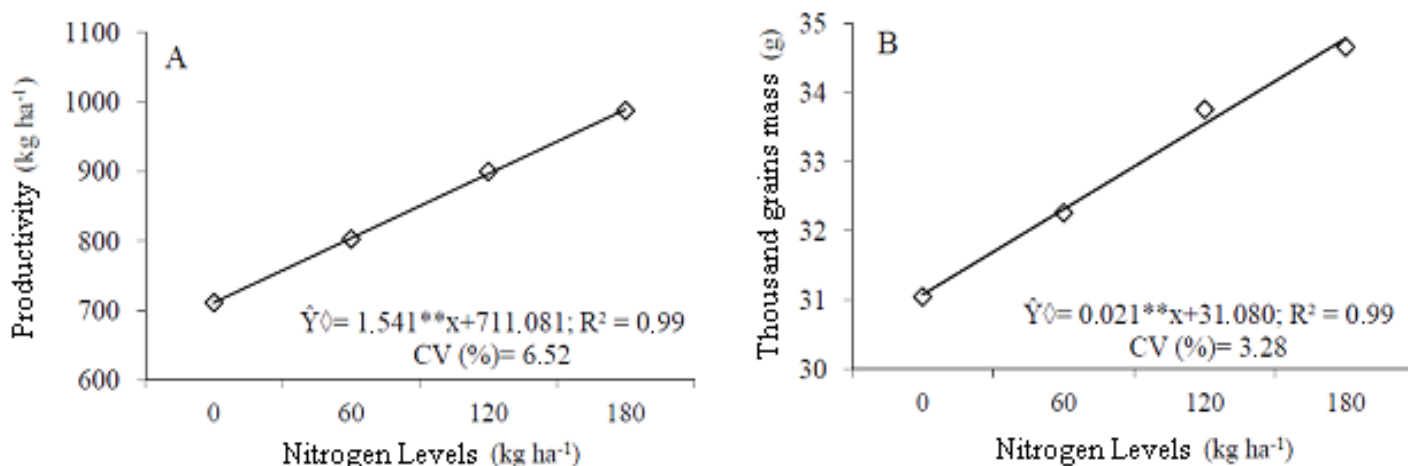 A
Productivity (kg ha⁻¹)
1100
1000
900
800
700
600
Ŷ◊= 1.541**x+711.081; R² = 0.99
CV (%)= 6.52
0 60 120 180
Nitrogen Levels (kg ha⁻¹)
B
Thousand grains mass (g)
35
34
33
32
31
30
Ŷ◊= 0.021**x+31.080; R² = 0.99
CV (%)= 3.28
0 60 120 180
Nitrogen Levels (kg ha⁻¹)